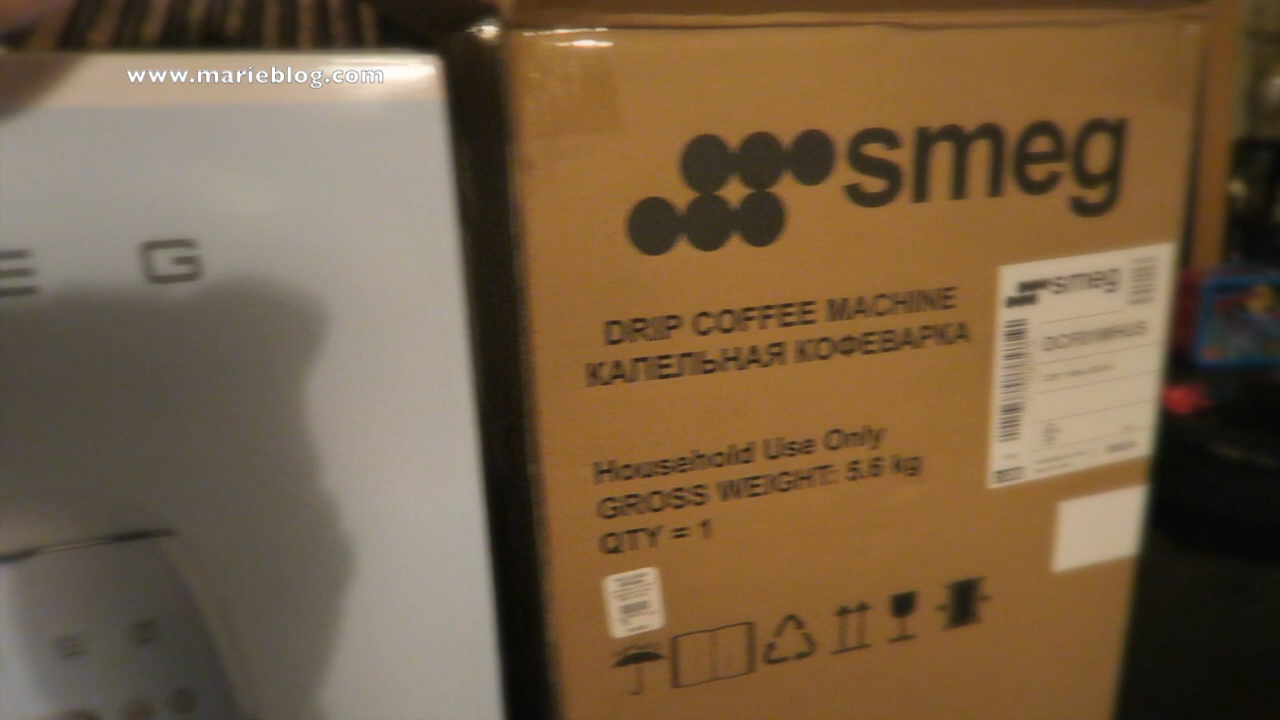 www.marieblog.com
E G
smeg
DRIP COFFEE MACHINE
КАПЕЛЬНАЯ КОФЕВАРКА
Household Use Only
GROSS WEIGHT: 5.6 kg
QTY = 1
smeg